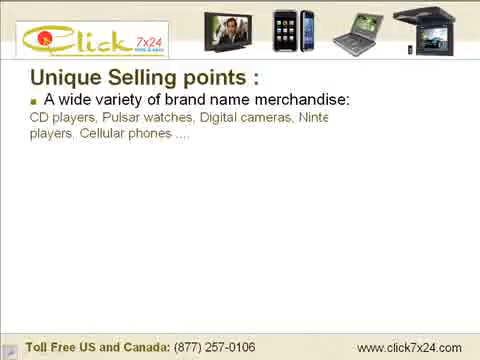 Click 7x24
Unique Selling points :
A wide variety of brand name merchandise:
CD players, Pulsar watches, Digital cameras, Ninte
players, Cellular phones ....
Toll Free US and Canada: (877) 257-0106
www.click7x24.com